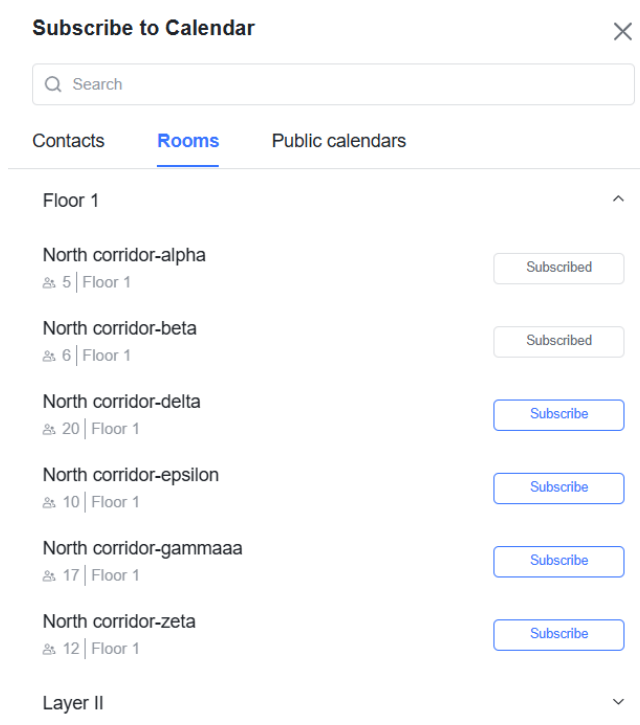 Subscribe to Calendar
Search
Contacts Rooms Public calendars
Floor 1
North corridor-alpha
5 | Floor 1
Subscribed
North corridor-beta
6 | Floor 1
Subscribed
North corridor-delta
20 | Floor 1
Subscribe
North corridor-epsilon
10 | Floor 1
Subscribe
North corridor-gammaaa
17 | Floor 1
Subscribe
North corridor-zeta
12 | Floor 1
Subscribe
Layer II